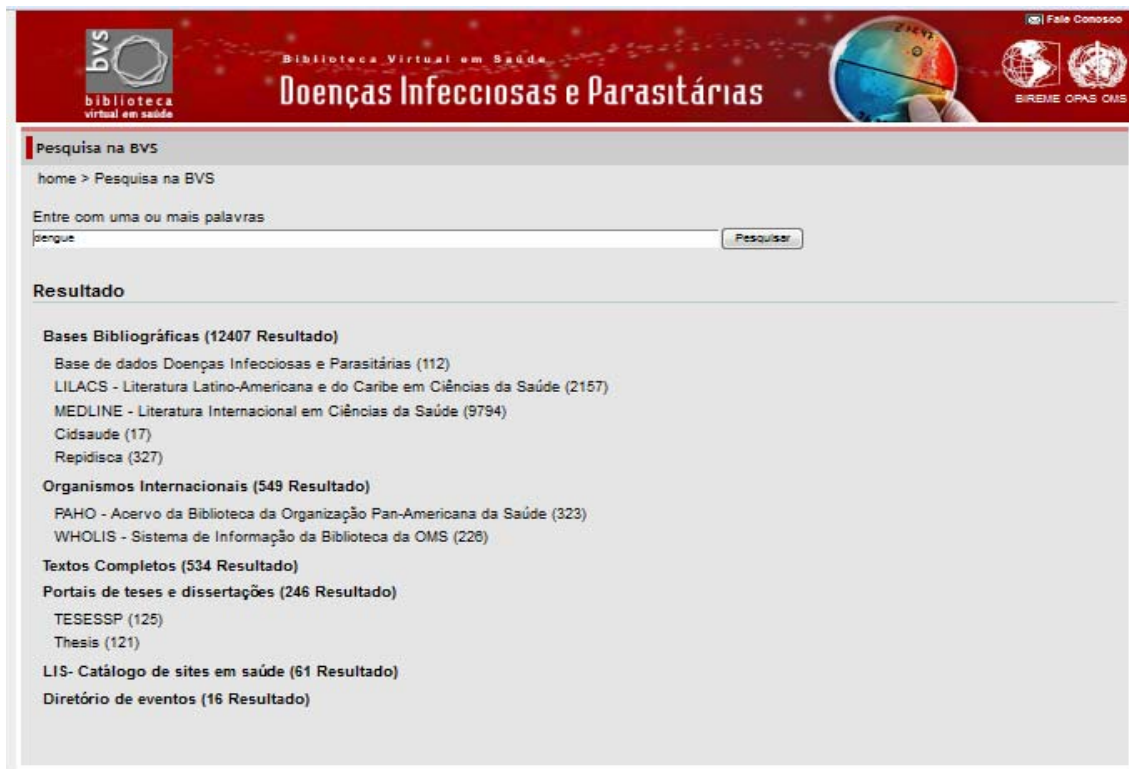 Fale Conosoo
bvs
biblioteca
virtual em saúde
Biblioteca Virtual em Saúde
Doenças Infecciosas e Parasitárias
BIREME OPAS OMS
Pesquisa na BVS
home > Pesquisa na BVS
Entre com uma ou mais palavras
dengue
Pesquisar
Resultado
Bases Bibliográficas (12407 Resultado)
Base de dados Doenças Infecciosas e Parasitárias (112)
LILACS - Literatura Latino-Americana e do Caribe em Ciências da Saúde (2157)
MEDLINE - Literatura Internacional em Ciências da Saúde (9794)
Cidsaude (17)
Repidisca (327)
Organismos Internacionais (549 Resultado)
PAHO - Acervo da Biblioteca da Organização Pan-Americana da Saúde (323)
WHOLIS - Sistema de Informação da Biblioteca da OMS (226)
Textos Completos (534 Resultado)
Portais de teses e dissertações (246 Resultado)
TESESSP (125)
Thesis (121)
LIS- Catálogo de sites em saúde (61 Resultado)
Diretório de eventos (16 Resultado)